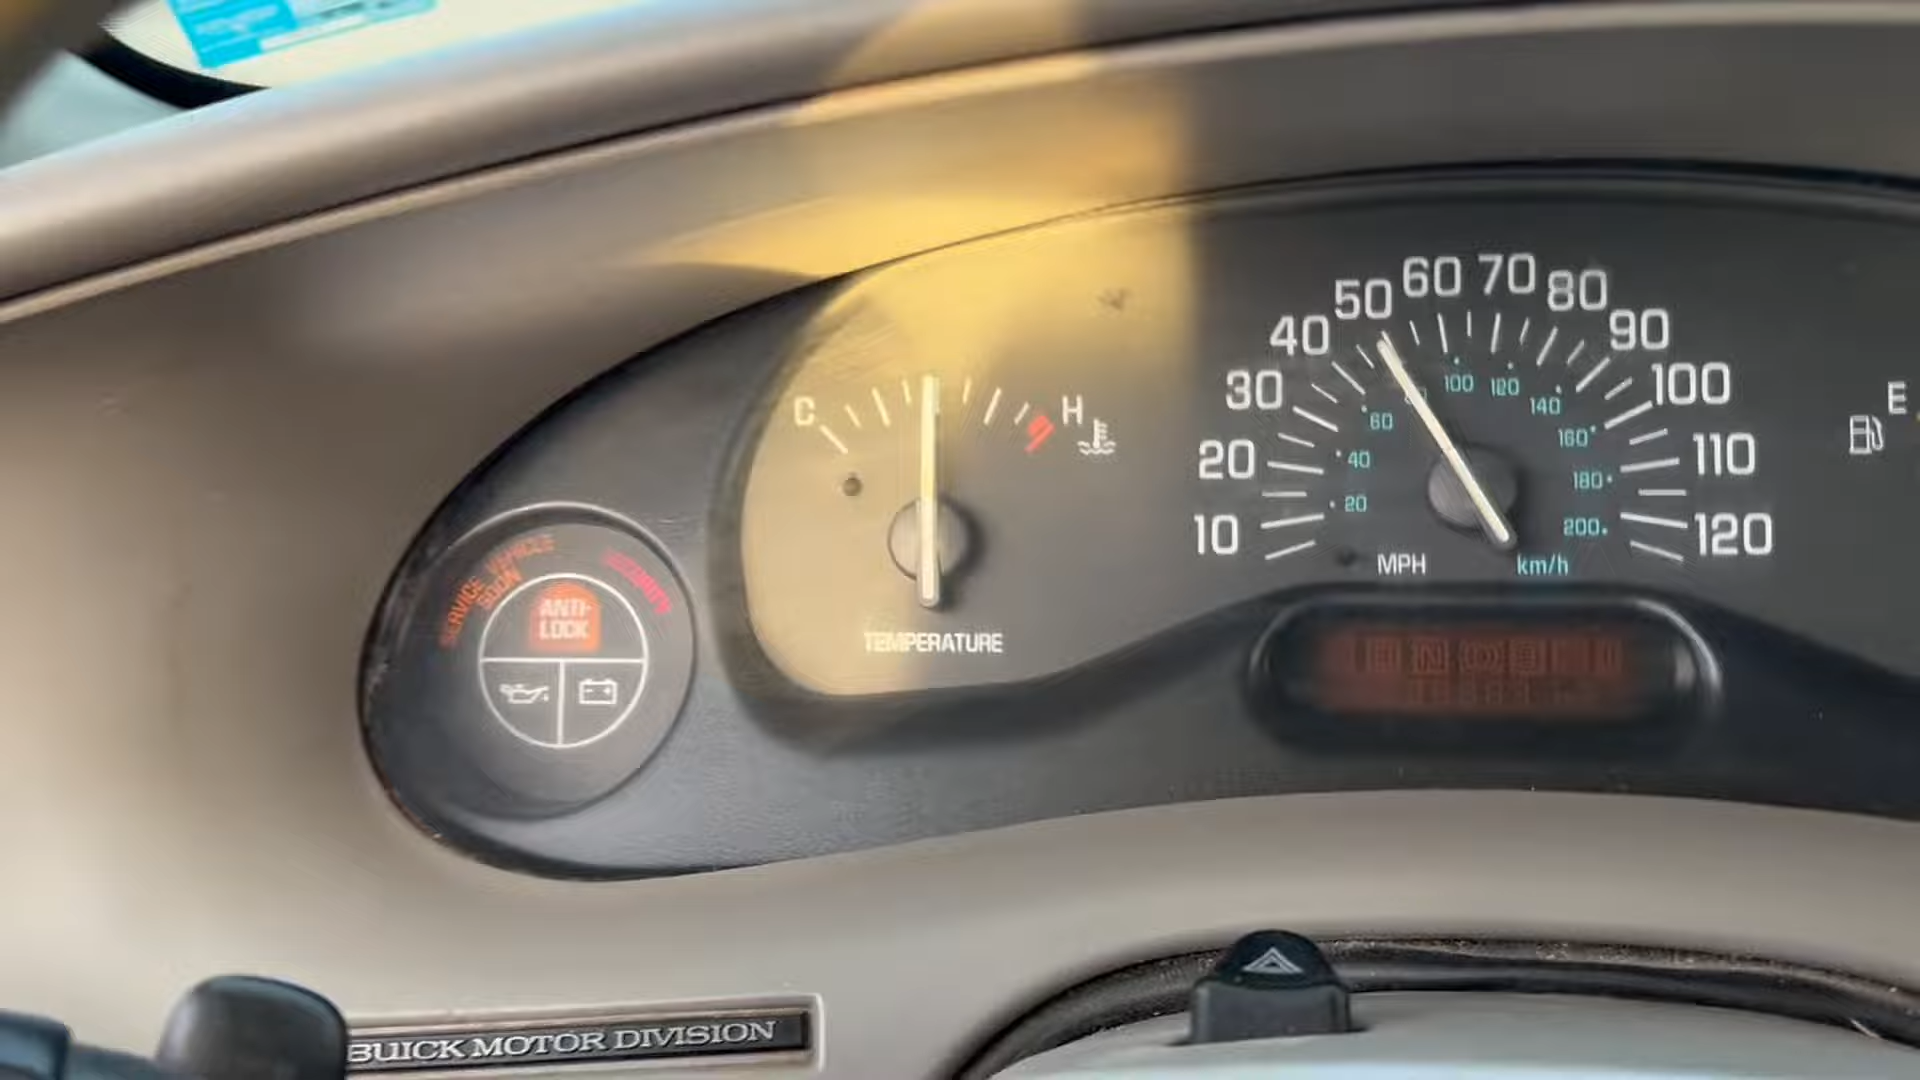 C
H
TEMPERATURE
SERVICE VEHICLE
SOON
SECURITY
ANTI-
LOCK
10
20
30
40
50
60
70
80
90
100
110
120
20
40
60
100
120
140
160
180
200
MPH
km/h
E
BUICK MOTOR DIVISION